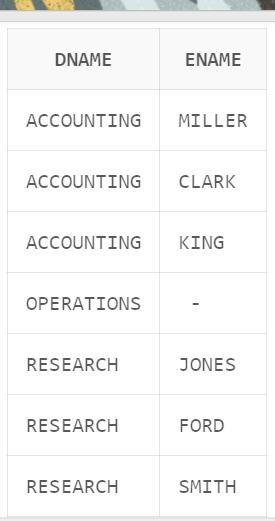 DNAME ENAME
ACCOUNTING MILLER
ACCOUNTING CLARK
ACCOUNTING KING
OPERATIONS -
RESEARCH JONES
RESEARCH FORD
RESEARCH SMITH